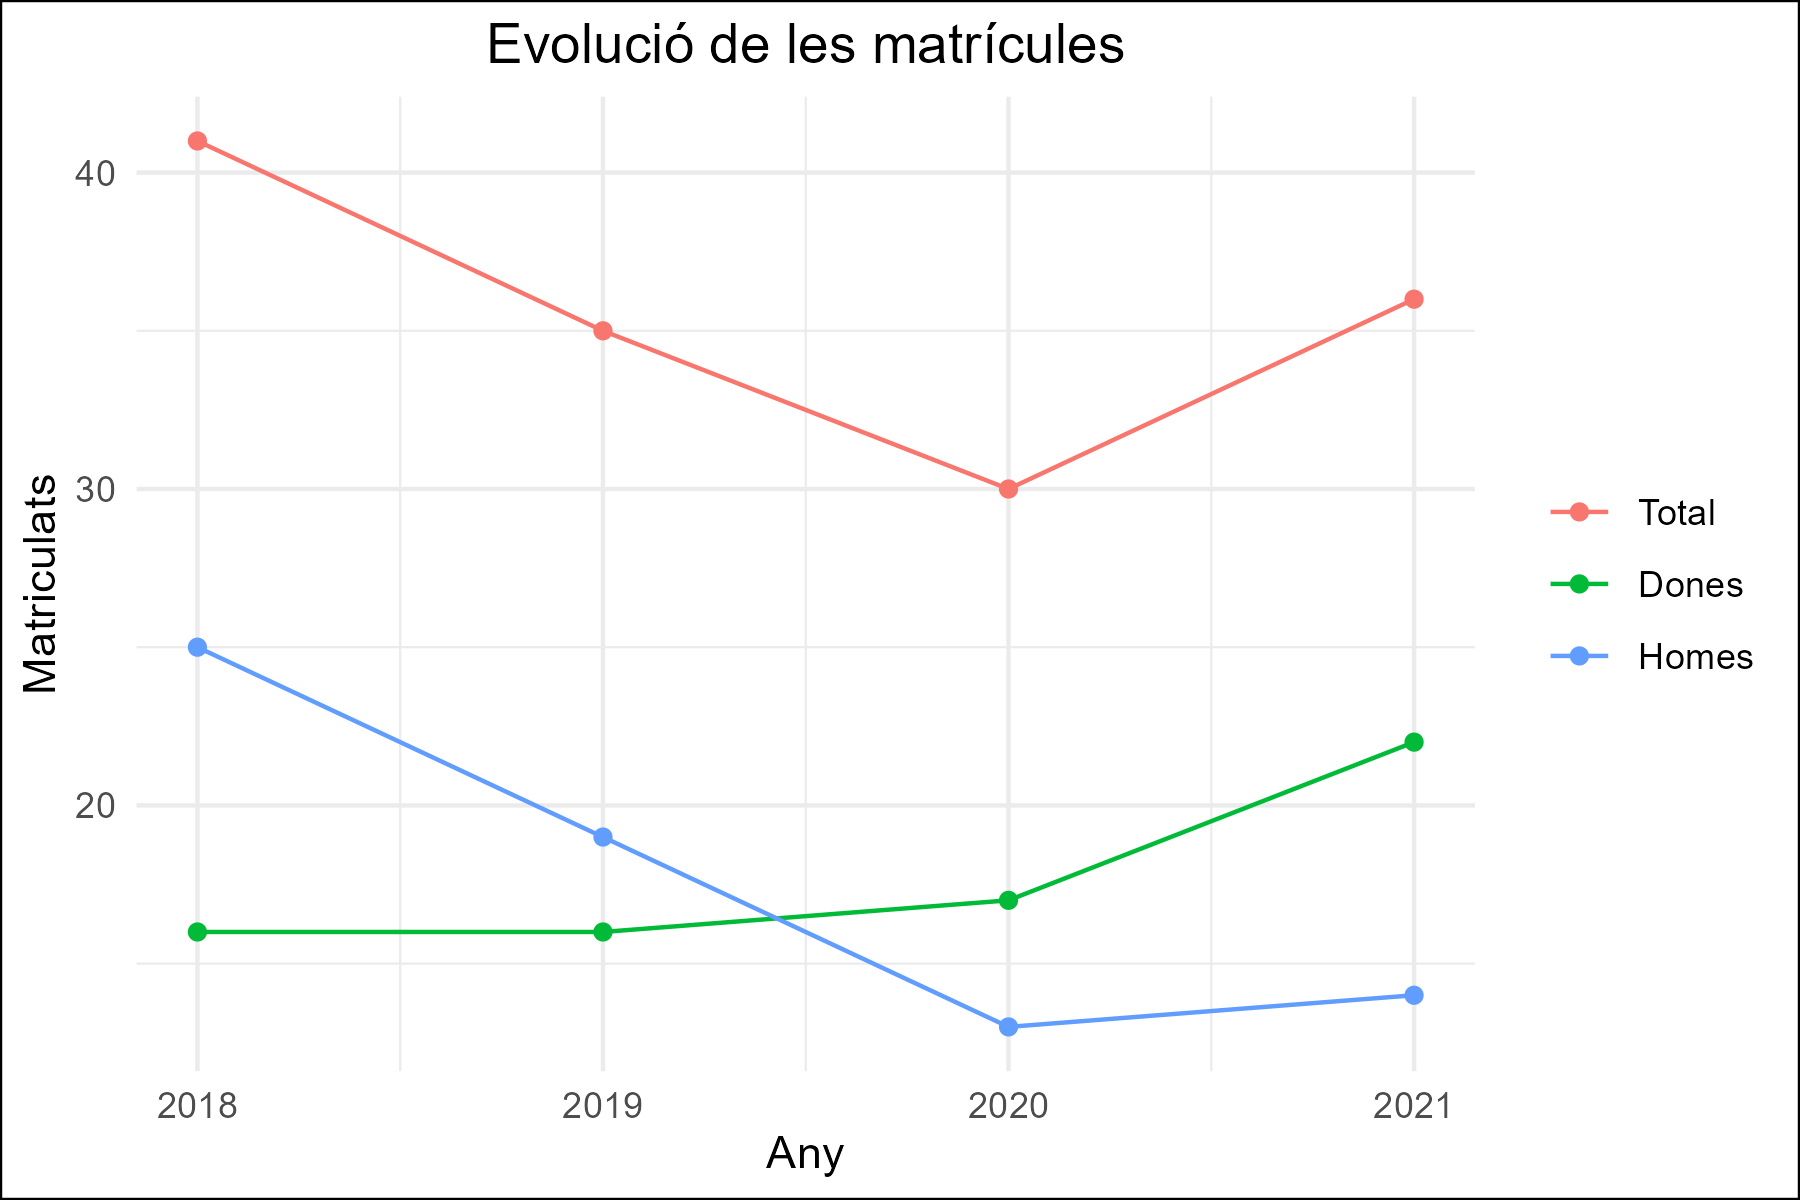 Evolució de les matrícules
Matriculats
40
30
20
2018
2019
2020
2021
Any
Total
Dones
Homes